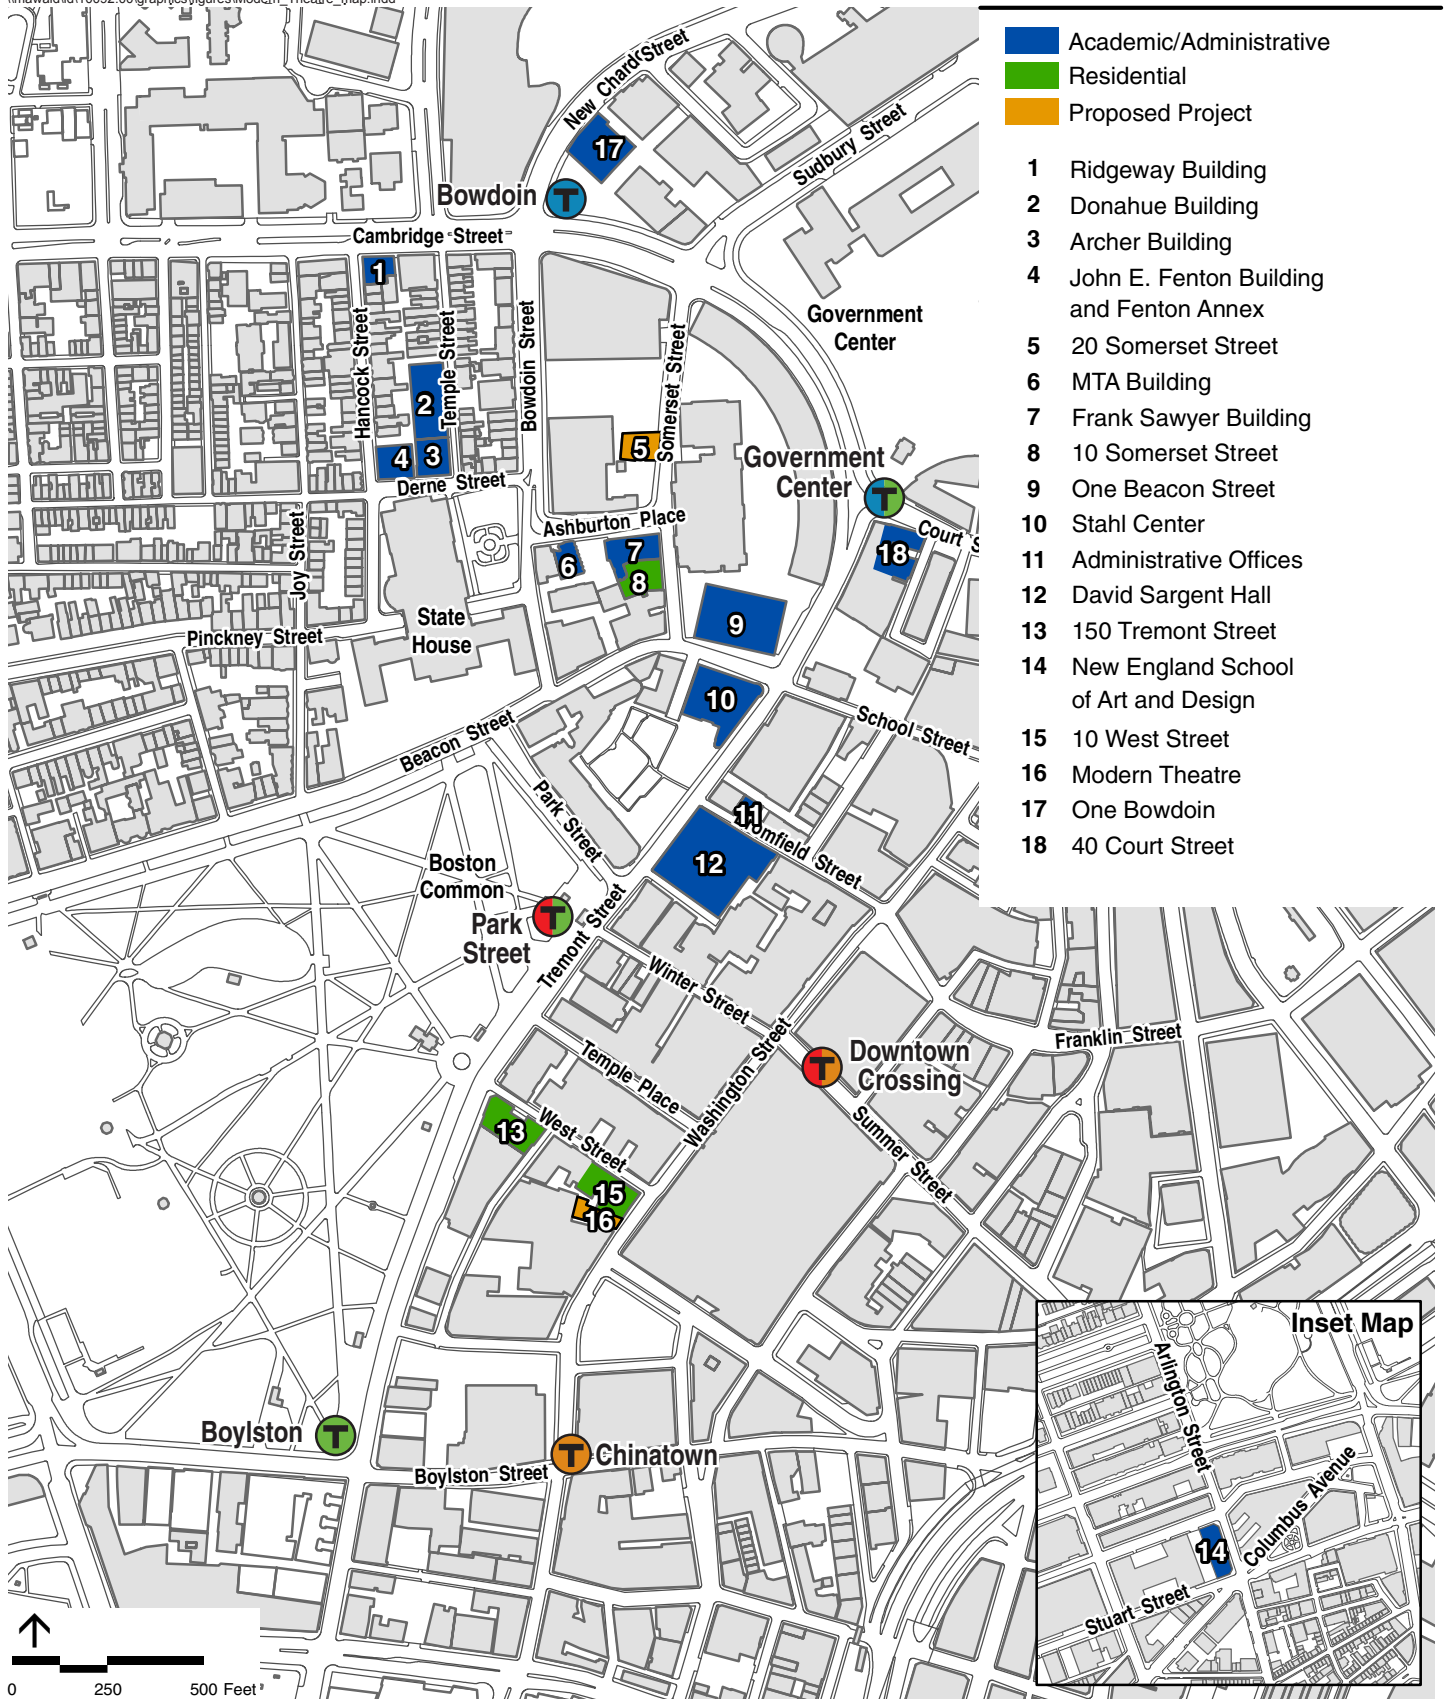 Academic/Administrative
Residential
Proposed Project
1 Ridgeway Building
2 Donahue Building
3 Archer Building
4 John E. Fenton Building
and Fenton Annex
5 20 Somerset Street
6 MTA Building
7 Frank Sawyer Building
8 10 Somerset Street
9 One Beacon Street
10 Stahl Center
11 Administrative Offices
12 David Sargent Hall
13 150 Tremont Street
14 New England School
of Art and Design
15 10 West Street
16 Modern Theatre
17 One Bowdoin
18 40 Court Street
New Chard Street
17
Sudbury Street
Bowdoin T
Cambridge Street
1
Government
Center
Hancock Street
Temple Street
Bowdoin Street
Somerset Street
2
5
4
3
Government
Center T
Derne Street
Ashburton Place
Court S
18
6
7
8
Joy Street
State
House
9
Pinckney Street
10
Beacon Street
School Street
Park Street
11
omfield Street
12
Boston
Common
Park
Street
T
Tremont Street
Winter Street
Washington Street
Franklin Street
Downtown
Crossing
T
Temple Place
Summer Street
13
West Street
15
16
Inset Map
Arlington Street
Columbus Avenue
14
Stuart Street
Boylston T
T Chinatown
Boylston Street
0 250 500 Feet